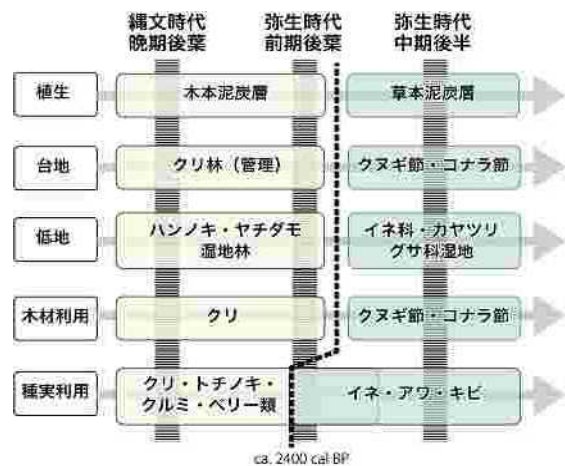 縄文時代
晩期後葉
弥生時代
前期後葉
弥生時代
中期後半
植生
木本泥炭層
草本泥炭層
台地
クリ林（管理）
クヌギ節・コナラ節
低地
ハンノキ・ヤチダモ
湿地林
イネ科・カヤツリ
グサ科湿地
木材利用
クリ
クヌギ節・コナラ節
種実利用
クリ・トチノキ・
クルミ・ベリー類
イネ・アワ・キビ
ca. 2400 cal BP